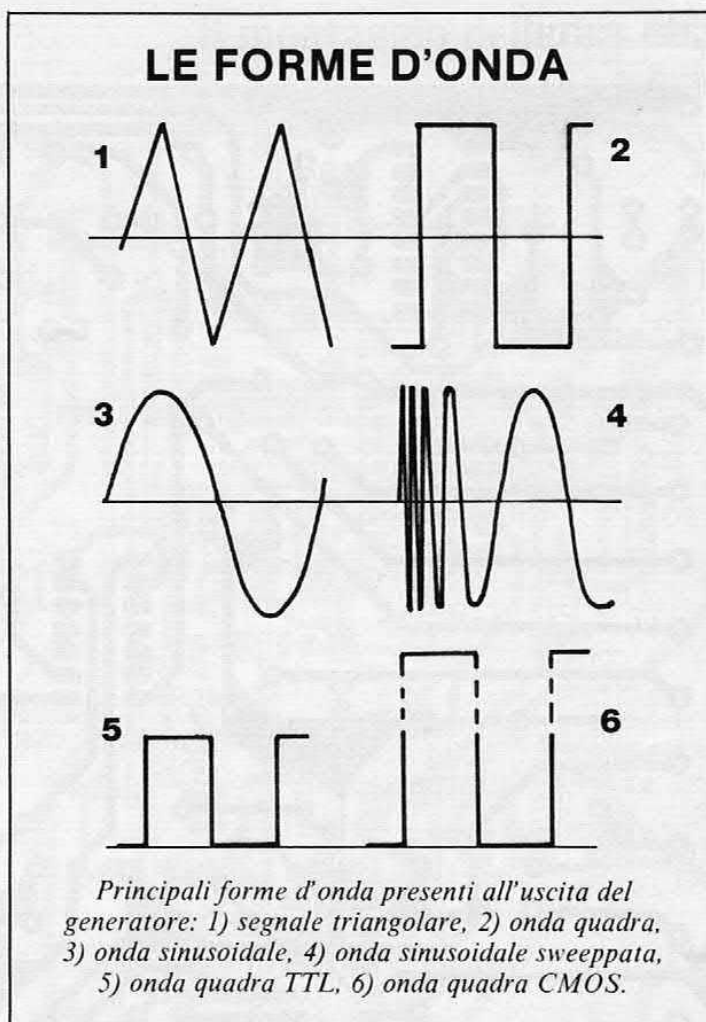 LE FORME D'ONDA
1
2
3
4
5
6
Principali forme d'onda presenti all'uscita del
generatore: 1) segnale triangolare, 2) onda quadra,
3) onda sinusoidale, 4) onda sinusoidale sweeppata,
5) onda quadra TTL, 6) onda quadra CMOS.